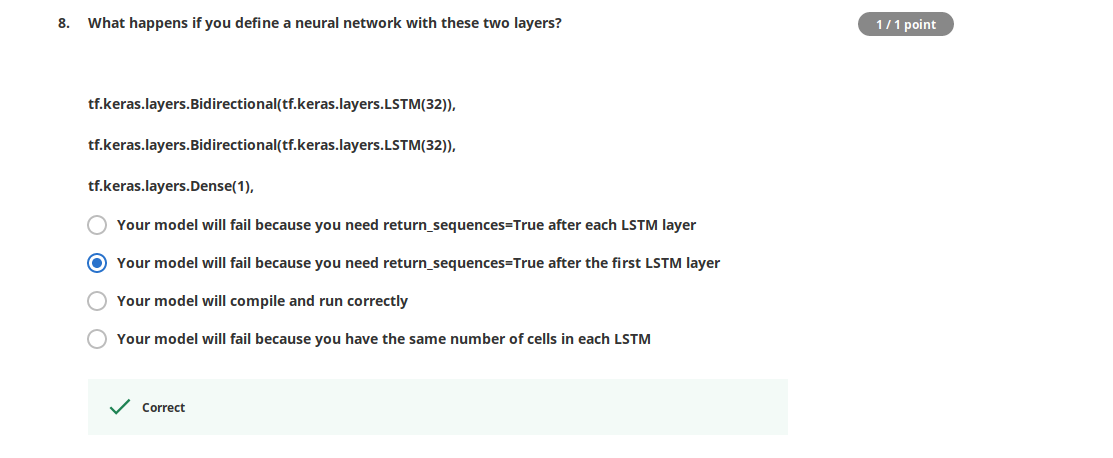 8. What happens if you define a neural network with these two layers?
1 / 1 point
tf.keras.layers.Bidirectional(tf.keras.layers.LSTM(32)),
tf.keras.layers.Bidirectional(tf.keras.layers.LSTM(32)),
tf.keras.layers.Dense(1),
Your model will fail because you need return_sequences=True after each LSTM layer
Your model will fail because you need return_sequences=True after the first LSTM layer
Your model will compile and run correctly
Your model will fail because you have the same number of cells in each LSTM
Correct